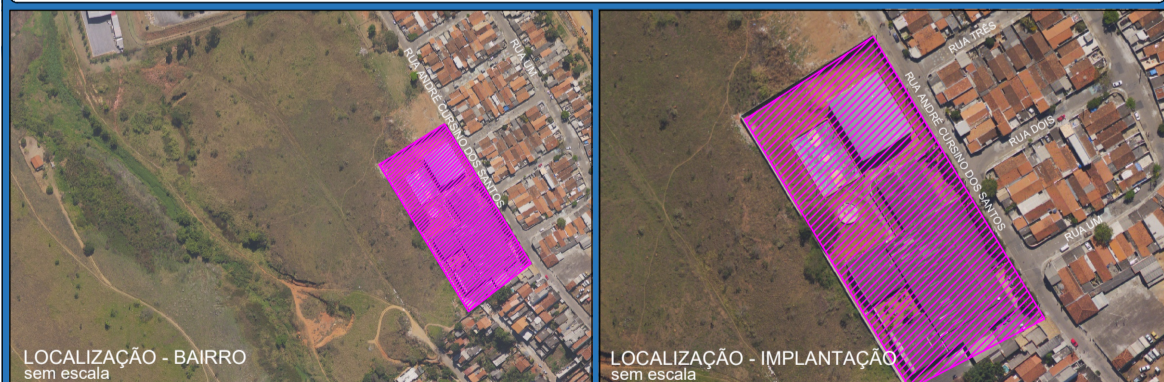 RUA UM
RUA ANDRÉ CURSINO DOS SANTOS
LOCALIZAÇÃO - BAIRRO
sem escala
RUA TRÊS
RUA ANDRÉ CURSINO DOS SANTOS
RUA DOIS
RUA UM
LOCALIZAÇÃO - IMPLANTAÇÃO
sem escala